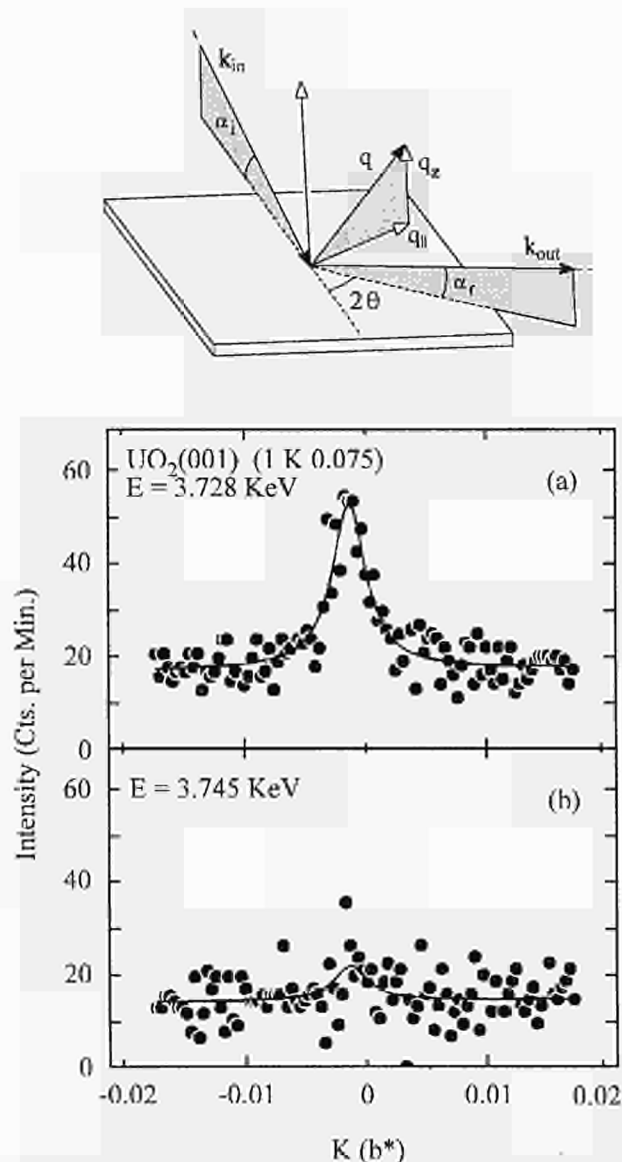 k_in
α_i
q
q_z
q_||
k_out
α_f
2θ
UO₂(001) (1 K 0.075)
E = 3.728 KeV
(a)
60
40
20
0
Intensity (Cts. per Min.)
E = 3.745 KeV
(b)
60
40
20
0
-0.02 -0.01 0 0.01 0.02
K (b*)